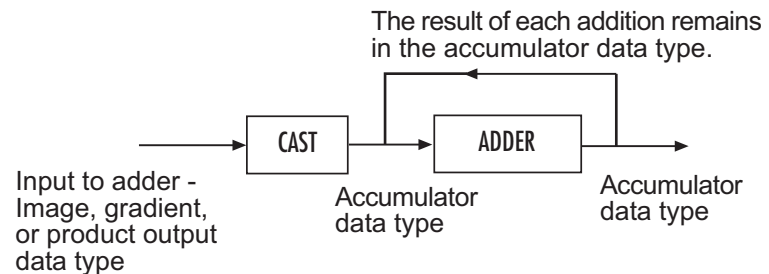 The result of each addition remains
in the accumulator data type.
CAST
ADDER
Input to adder -
Image, gradient,
or product output
data type
Accumulator
data type
Accumulator
data type